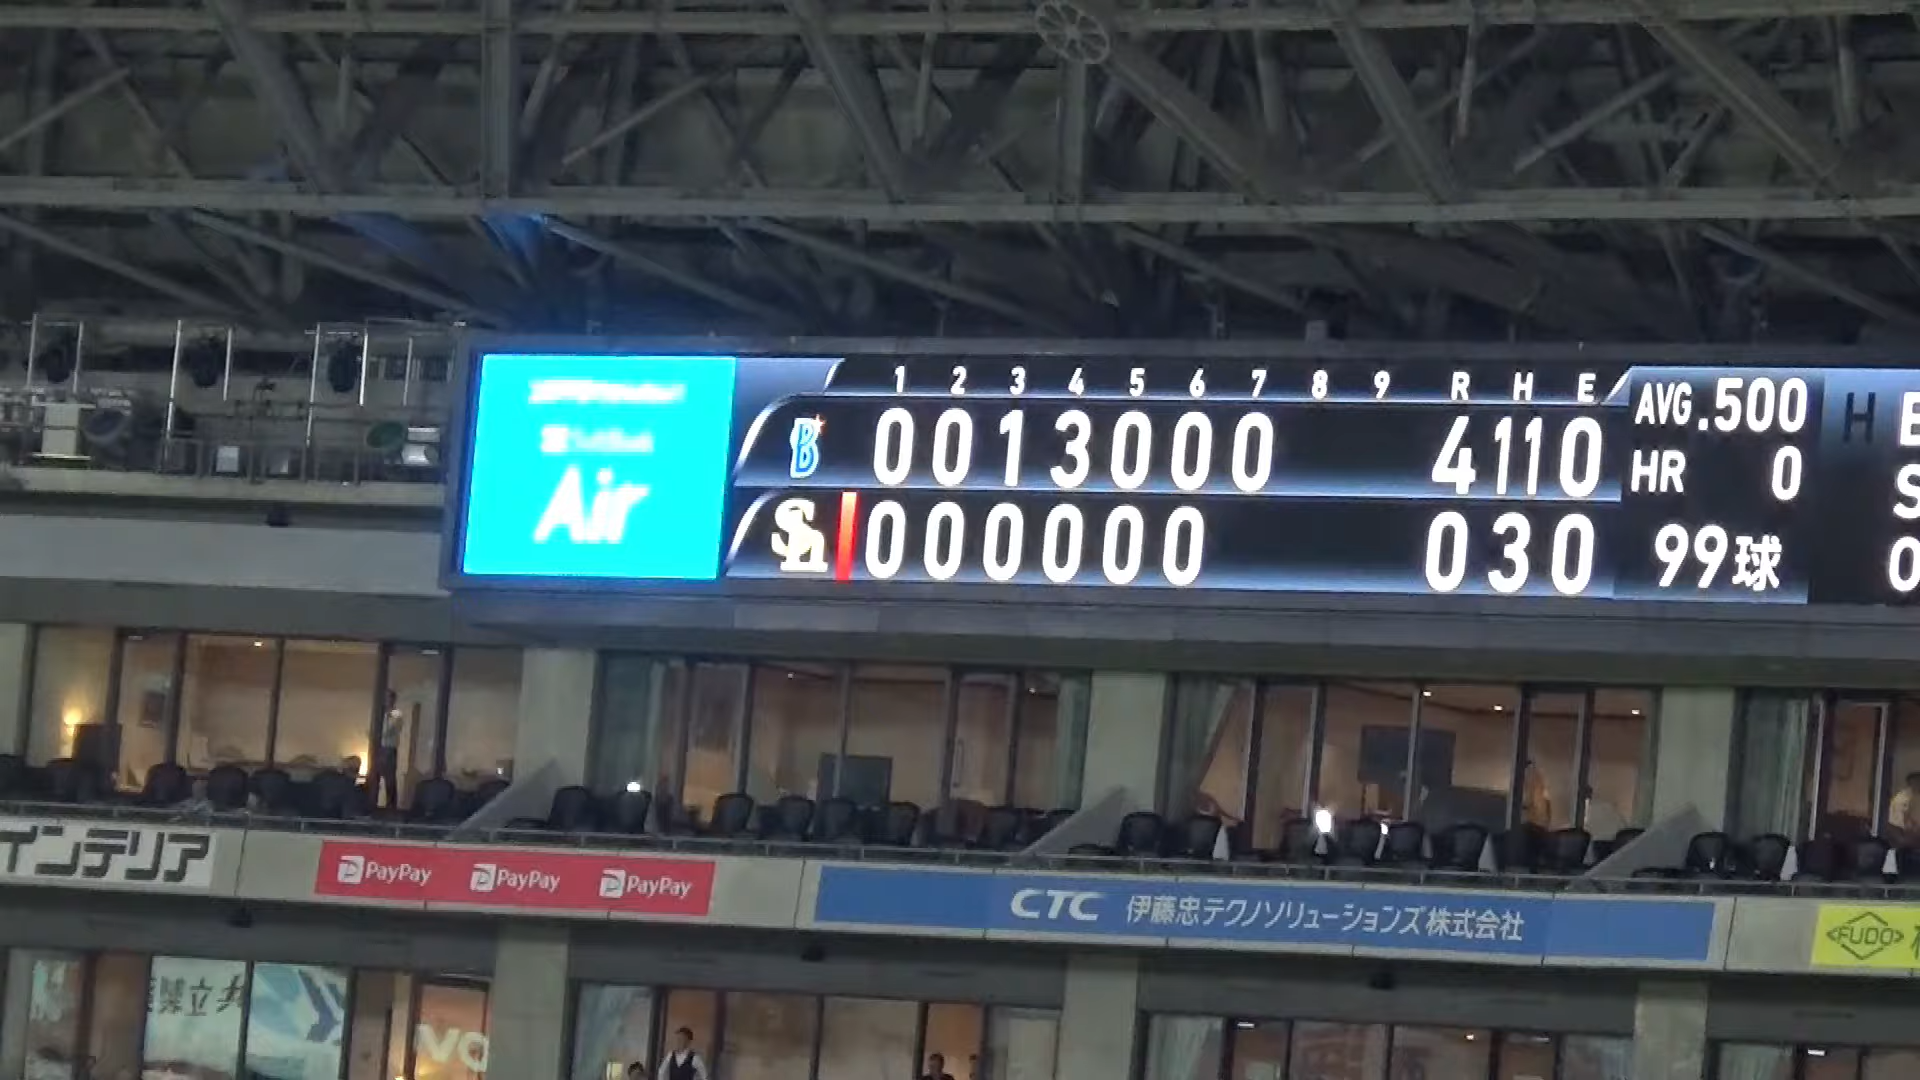 1 2 3 4 5 6 7 8 9 R H E
B 0 0 1 3 0 0 0 4 11 0
SH 0 0 0 0 0 0 0 3 0
AVG .500
HR 0
99球
H
Air
インテリア
PayPay PayPay PayPay
CTC 伊藤忠テクノソリューションズ株式会社
FUDO